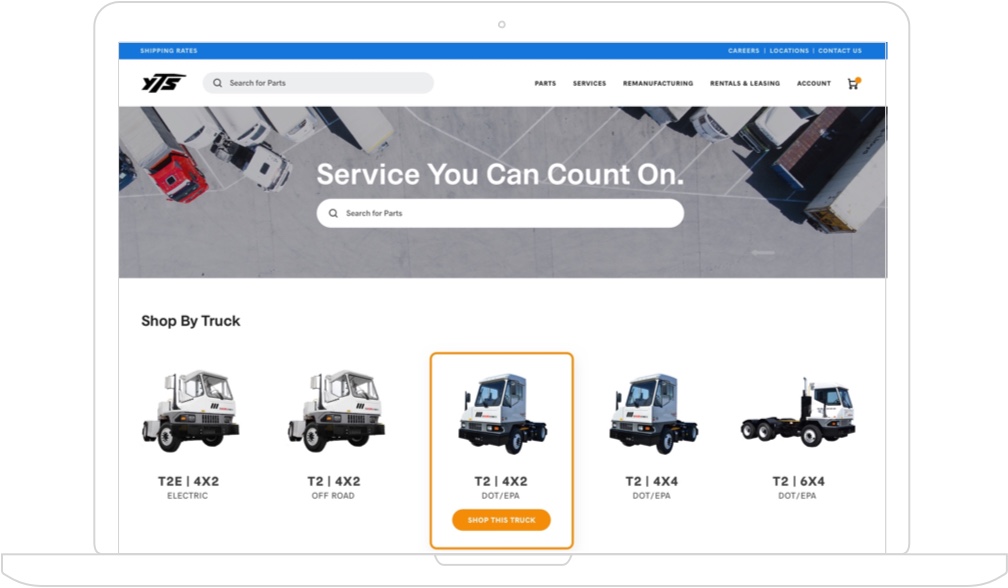 SHIPPING RATES
CAREERS | LOCATIONS | CONTACT US
YTS
Search for Parts
PARTS SERVICES REMANUFACTURING RENTALS & LEASING ACCOUNT
Service You Can Count On.
Search for Parts
Shop By Truck
T2E | 4X2
ELECTRIC
T2 | 4X2
OFF ROAD
T2 | 4X2
DOT/EPA
SHOP THIS TRUCK
T2 | 4X4
DOT/EPA
T2 | 6X4
DOT/EPA